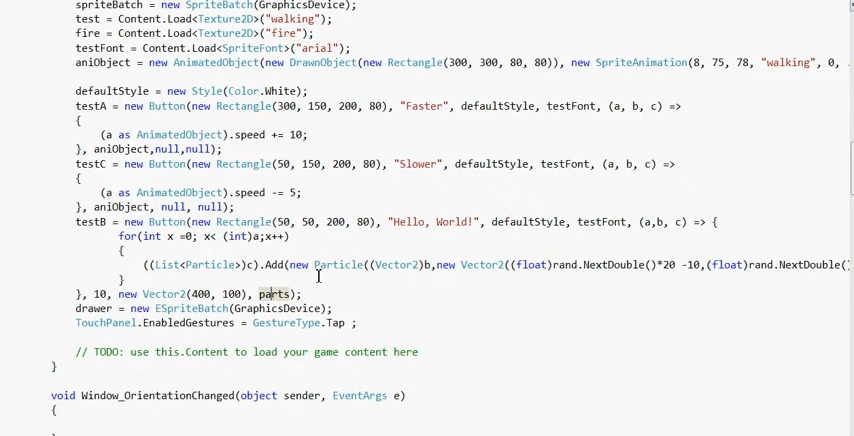 spriteBatch = new SpriteBatch(GraphicsDevice);
test = Content.Load<Texture2D>("walking");
fire = Content.Load<Texture2D>("fire");
testFont = Content.Load<SpriteFont>("arial");
aniObject = new AnimatedObject(new DrawnObject(new Rectangle(300, 300, 80, 80)), new SpriteAnimation(8, 75, 78, "walking", 0, .
defaultStyle = new Style(Color.White);
testA = new Button(new Rectangle(300, 150, 200, 80), "Faster", defaultStyle, testFont, (a, b, c) =>
{
(a as AnimatedObject).speed += 10;
}, aniObject,null,null);
testC = new Button(new Rectangle(50, 150, 200, 80), "Slower", defaultStyle, testFont, (a, b, c) =>
{
(a as AnimatedObject).speed -= 5;
}, aniObject, null, null);
testB = new Button(new Rectangle(50, 50, 200, 80), "Hello, World!", defaultStyle, testFont, (a,b,c) => {
for(int x =0; x< (int)a;x++)
{
((List<Particle>)c).Add(new Particle((Vector2)b,new Vector2((float)rand.NextDouble()*20 -10,(float)rand.NextDouble()
}
}, 10, new Vector2(400, 100), parts);
drawer = new ESpriteBatch(GraphicsDevice);
TouchPanel.EnabledGestures = GestureType.Tap ;
// TODO: use this.Content to load your game content here
}
void Window_OrientationChanged(object sender, EventArgs e)
{